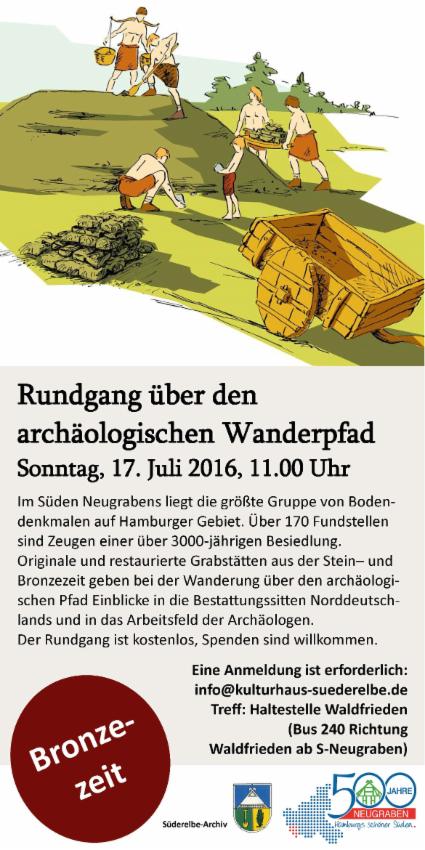 Rundgang über den
archäologischen Wanderpfad
Sonntag, 17. Juli 2016, 11.00 Uhr
Im Süden Neugrabens liegt die größte Gruppe von Boden-
denkmalen auf Hamburger Gebiet. Über 170 Fundstellen
sind Zeugen einer über 3000-jährigen Besiedlung.
Originale und restaurierte Grabstätten aus der Stein– und
Bronzezeit geben bei der Wanderung über den archäologi-
schen Pfad Einblicke in die Bestattungssitten Norddeutsch-
lands und in das Arbeitsfeld der Archäologen.
Der Rundgang ist kostenlos, Spenden sind willkommen.
Eine Anmeldung ist erforderlich:
info@kulturhaus-suederelbe.de
Treff: Haltestelle Waldfrieden
(Bus 240 Richtung
Waldfrieden ab S-Neugraben)
Bronze-
zeit
Süderelbe-Archiv
500 JAHRE
NEUGRABEN
Hamburgs schöner Süden.